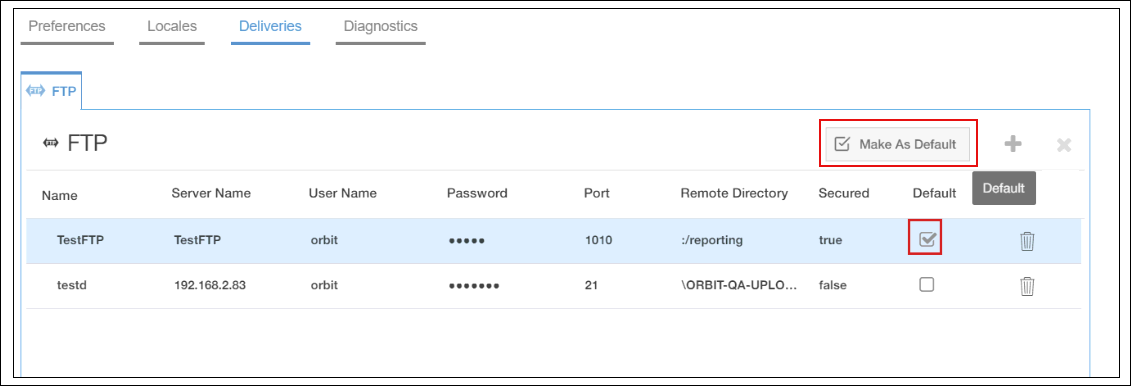 Preferences Locales Deliveries Diagnostics
FTP
FTP Make As Default
Default
Name Server Name User Name Password Port Remote Directory Secured Default
TestFTP TestFTP orbit ••••• 1010 :/reporting true
testd 192.168.2.83 orbit ••••••• 21 \ORBIT-QA-UPLO... false